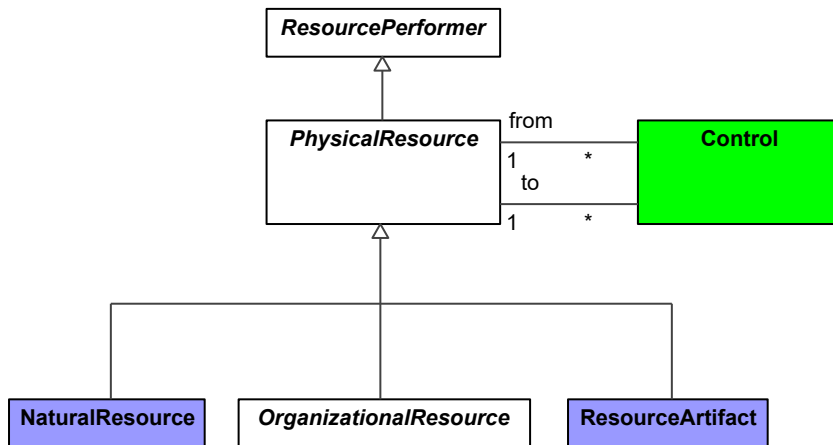 ResourcePerformer
PhysicalResource
from
Control
1
*
to
1
*
NaturalResource
OrganizationalResource
ResourceArtifact